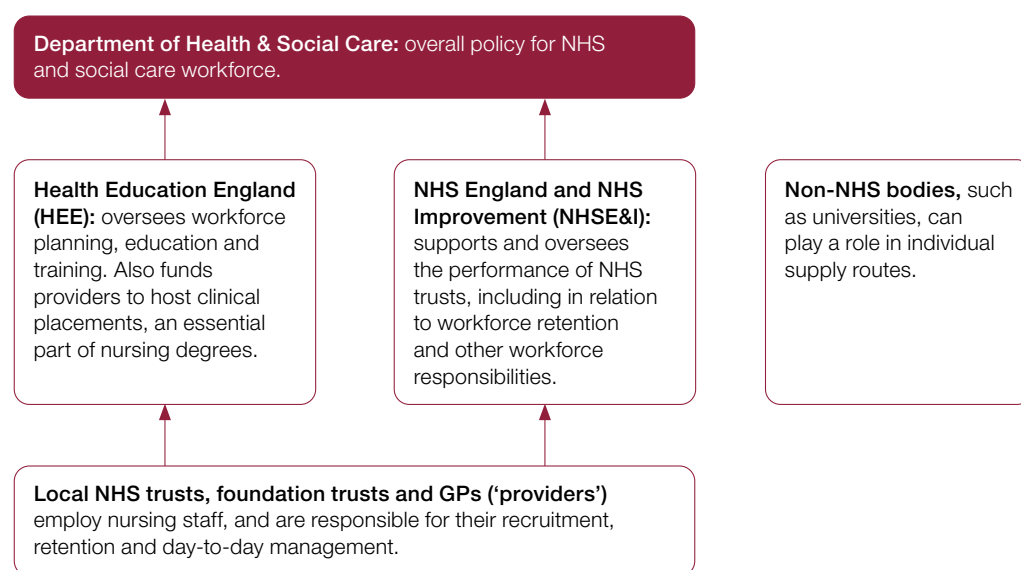 Department of Health & Social Care: overall policy for NHS
and social care workforce.
Health Education England
(HEE): oversees workforce
planning, education and
training. Also funds
providers to host clinical
placements, an essential
part of nursing degrees.
NHS England and NHS
Improvement (NHSE&I):
supports and oversees
the performance of NHS
trusts, including in relation
to workforce retention
and other workforce
responsibilities.
Non-NHS bodies, such
as universities, can
play a role in individual
supply routes.
Local NHS trusts, foundation trusts and GPs (‘providers’)
employ nursing staff, and are responsible for their recruitment,
retention and day-to-day management.